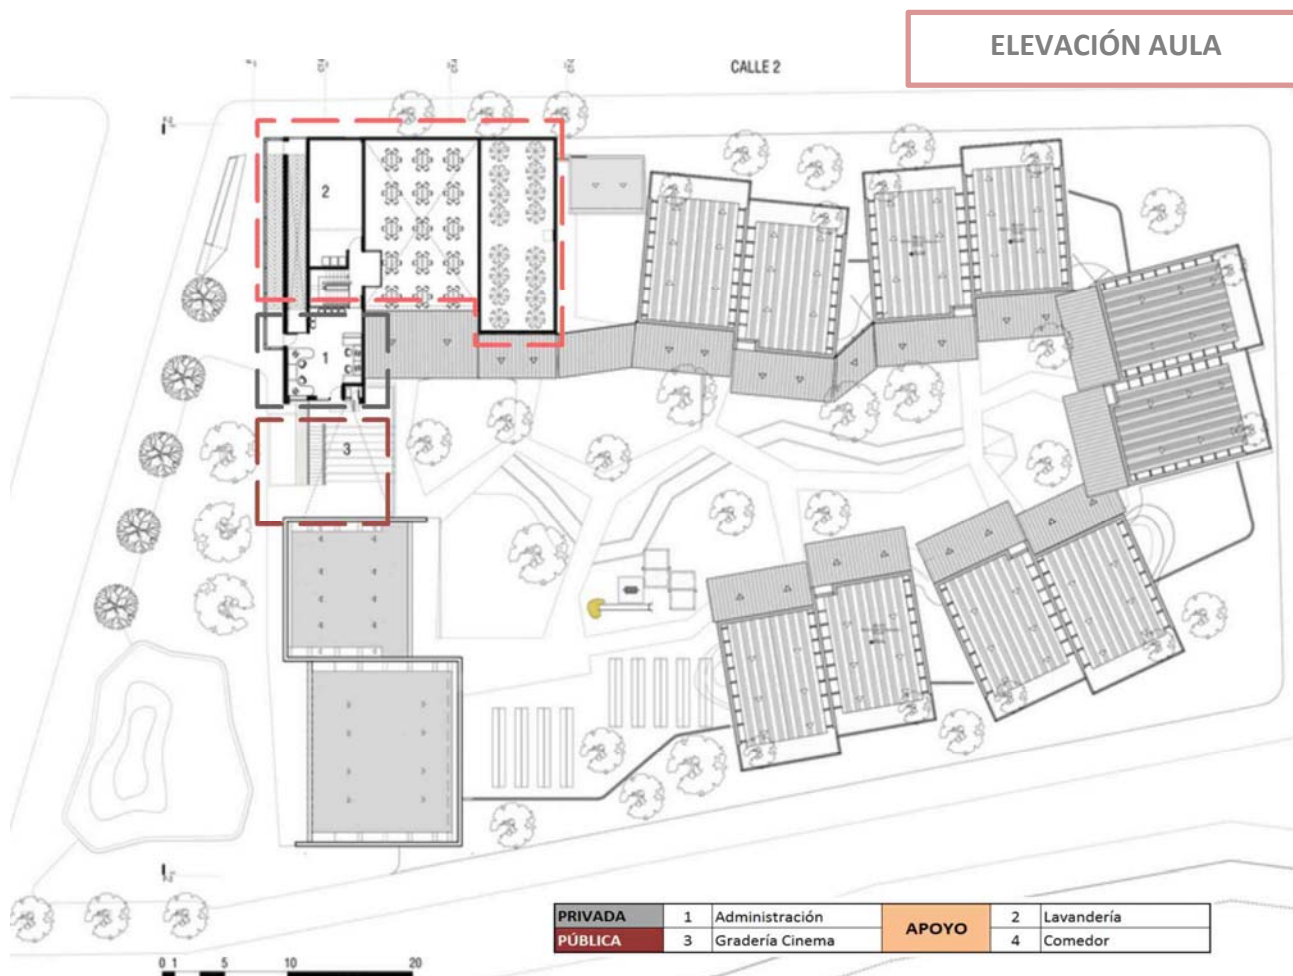 ELEVACIÓN AULA
CALLE 2
2
1
3
PRIVADA 1 Administración APOYO 2 Lavandería
PÚBLICA 3 Gradería Cinema 4 Comedor
0 1 5 10 20